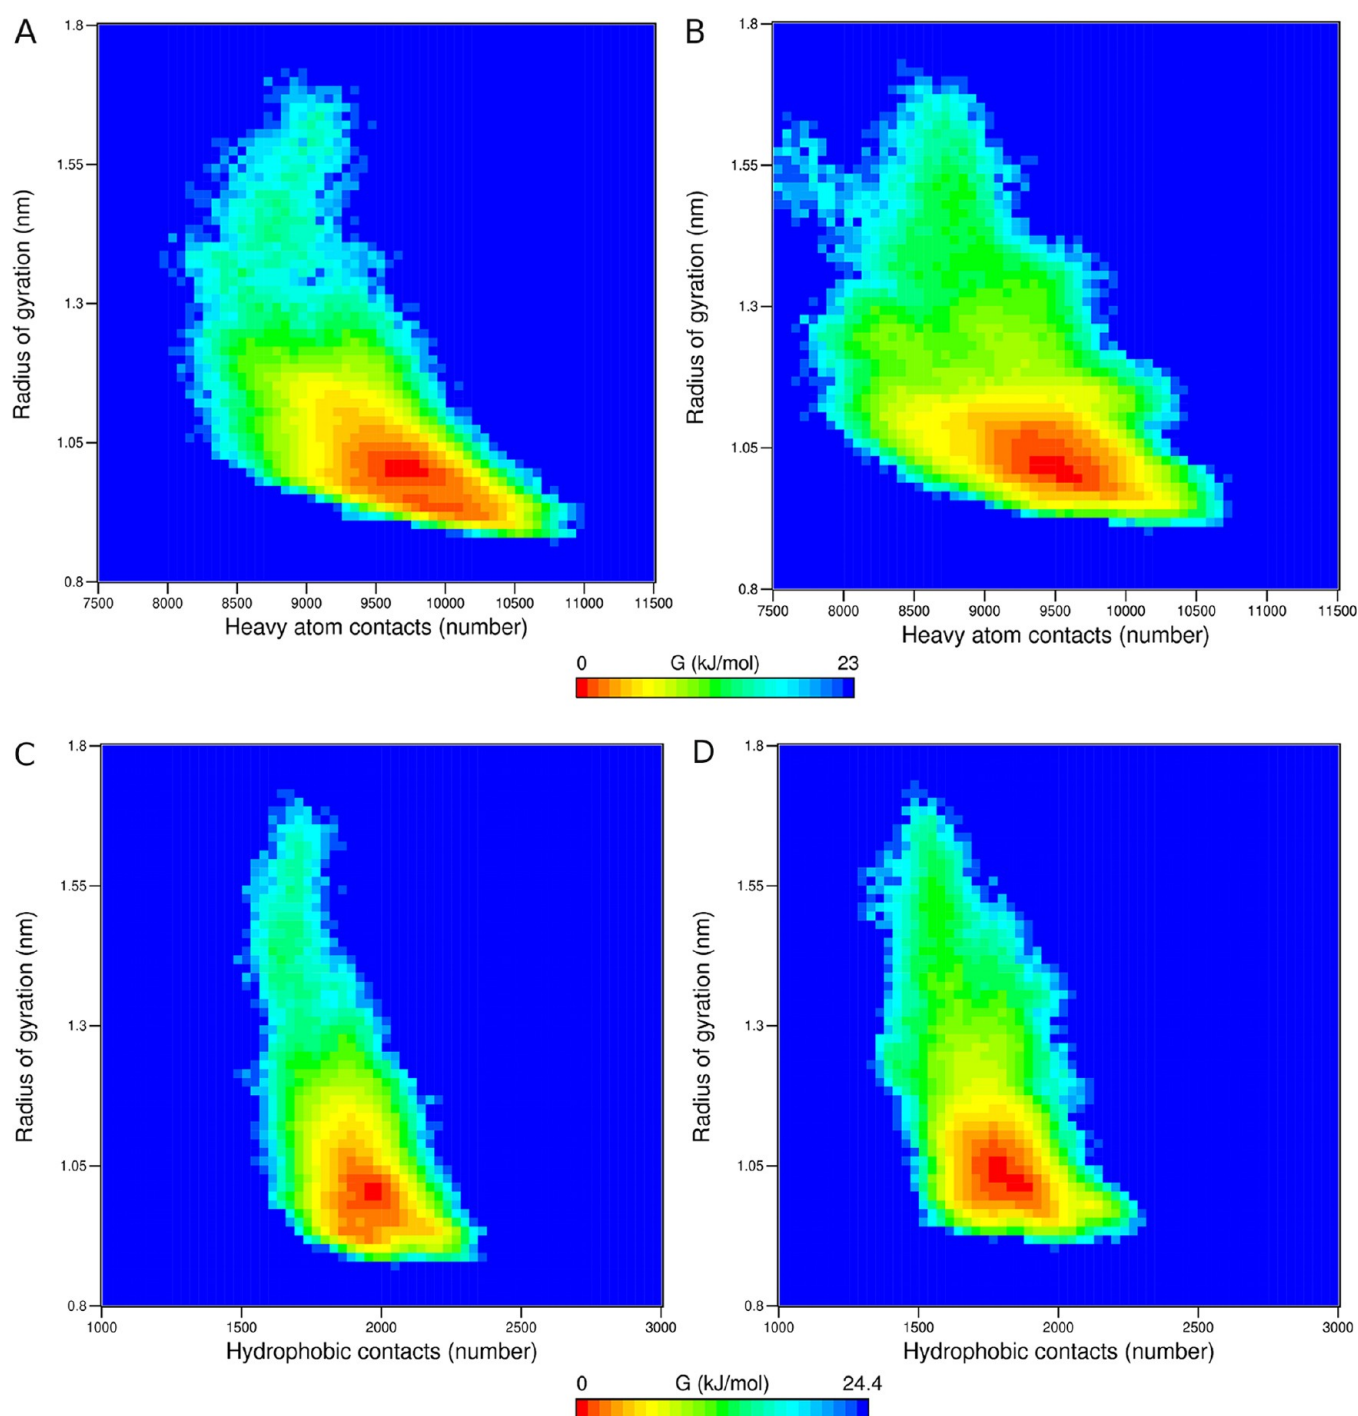 A
B
1.8
1.55
1.3
1.05
0.8
Radius of gyration (nm)
7500 8000 8500 9000 9500 10000 10500 11000 11500
Heavy atom contacts (number)
1.8
1.55
1.3
1.05
0.8
Radius of gyration (nm)
7500 8000 8500 9000 9500 10000 10500 11000 11500
Heavy atom contacts (number)
0 G (kJ/mol) 23
C
D
1.8
1.55
1.3
1.05
0.8
Radius of gyration (nm)
1000 1500 2000 2500 3000
Hydrophobic contacts (number)
1.8
1.55
1.3
1.05
0.8
Radius of gyration (nm)
1000 1500 2000 2500 3000
Hydrophobic contacts (number)
0 G (kJ/mol) 24.4